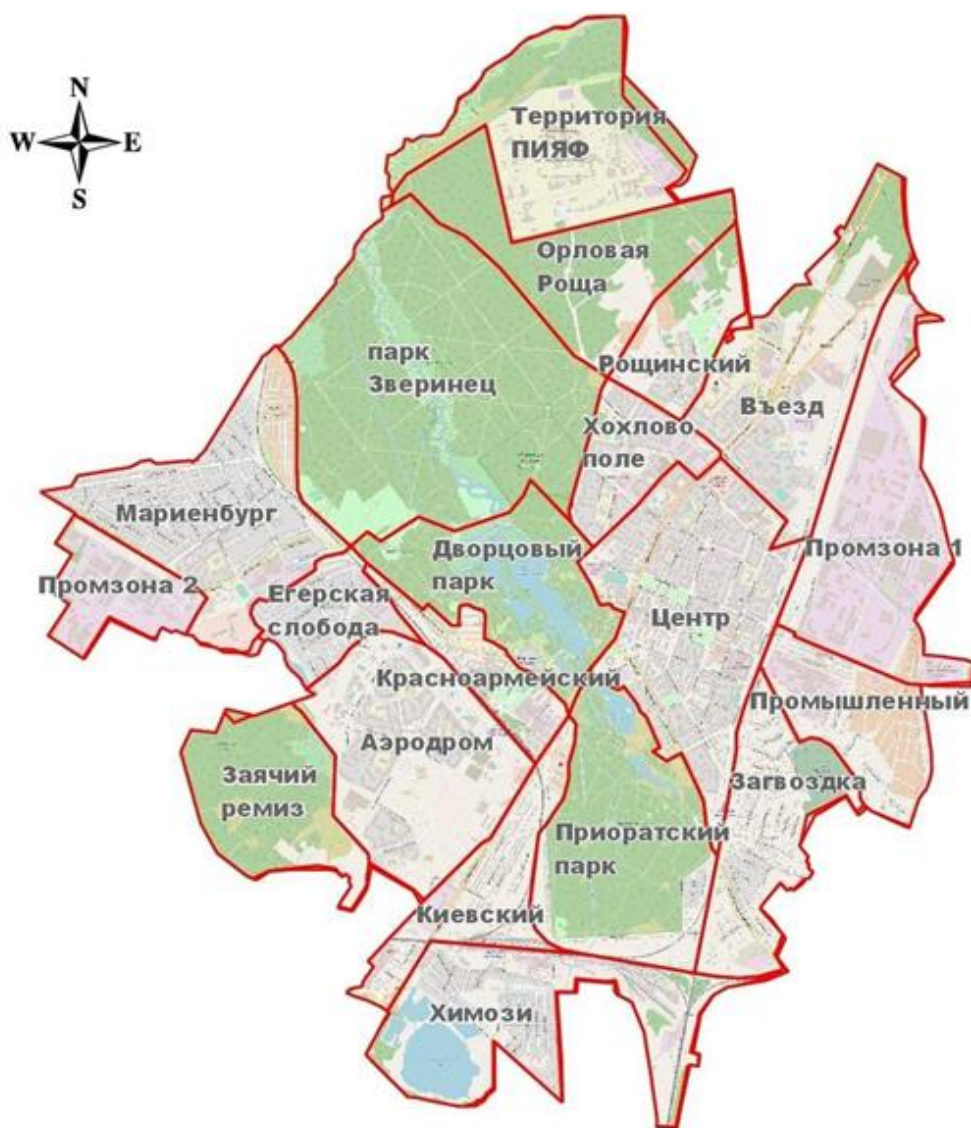 N
W E
S
Территория
ПИЯФ
Орловая
Роща
парк
Зверинец
Рощинский
Въезд
Хохлово
поле
Мариенбург
Дворцовый
парк
Промзона 1
Промзона 2
Егерская
слобода
Центр
Красноармейский
Промышленный
Аэродром
Заячий
ремиз
Загвоздка
Приоратский
парк
Киевский
Химози